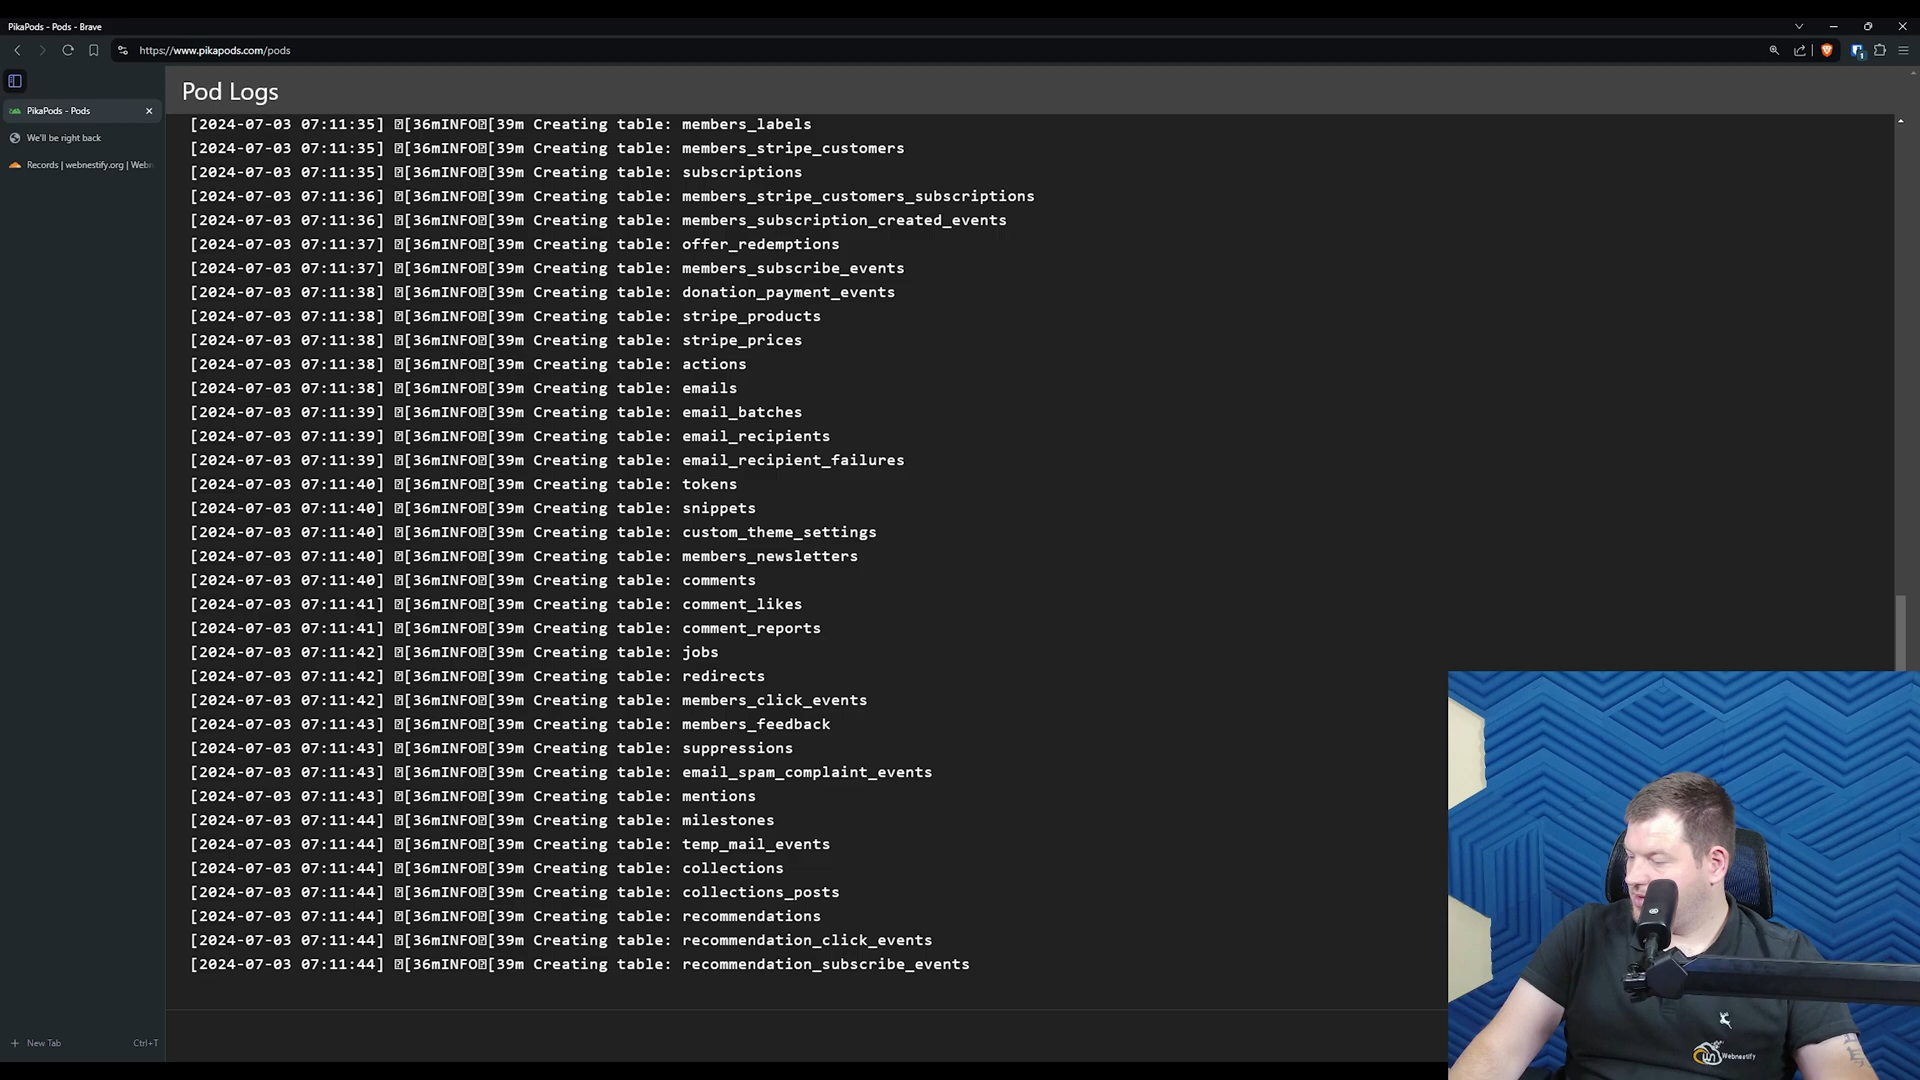 PikaPods - Pods - Brave
https://www.pikapods.com/pods
Pod Logs
PikaPods - Pods
We'll be right back
Records | webnestify.org | Webn
[2024-07-03 07:11:35] [36mINFO[39m Creating table: members_labels
[2024-07-03 07:11:35] [36mINFO[39m Creating table: members_stripe_customers
[2024-07-03 07:11:35] [36mINFO[39m Creating table: subscriptions
[2024-07-03 07:11:36] [36mINFO[39m Creating table: members_stripe_customers_subscriptions
[2024-07-03 07:11:36] [36mINFO[39m Creating table: members_subscription_created_events
[2024-07-03 07:11:37] [36mINFO[39m Creating table: offer_redemptions
[2024-07-03 07:11:37] [36mINFO[39m Creating table: members_subscribe_events
[2024-07-03 07:11:38] [36mINFO[39m Creating table: donation_payment_events
[2024-07-03 07:11:38] [36mINFO[39m Creating table: stripe_products
[2024-07-03 07:11:38] [36mINFO[39m Creating table: stripe_prices
[2024-07-03 07:11:38] [36mINFO[39m Creating table: actions
[2024-07-03 07:11:38] [36mINFO[39m Creating table: emails
[2024-07-03 07:11:39] [36mINFO[39m Creating table: email_batches
[2024-07-03 07:11:39] [36mINFO[39m Creating table: email_recipients
[2024-07-03 07:11:39] [36mINFO[39m Creating table: email_recipient_failures
[2024-07-03 07:11:40] [36mINFO[39m Creating table: tokens
[2024-07-03 07:11:40] [36mINFO[39m Creating table: snippets
[2024-07-03 07:11:40] [36mINFO[39m Creating table: custom_theme_settings
[2024-07-03 07:11:40] [36mINFO[39m Creating table: members_newsletters
[2024-07-03 07:11:40] [36mINFO[39m Creating table: comments
[2024-07-03 07:11:41] [36mINFO[39m Creating table: comment_likes
[2024-07-03 07:11:41] [36mINFO[39m Creating table: comment_reports
[2024-07-03 07:11:42] [36mINFO[39m Creating table: jobs
[2024-07-03 07:11:42] [36mINFO[39m Creating table: redirects
[2024-07-03 07:11:42] [36mINFO[39m Creating table: members_click_events
[2024-07-03 07:11:43] [36mINFO[39m Creating table: members_feedback
[2024-07-03 07:11:43] [36mINFO[39m Creating table: suppressions
[2024-07-03 07:11:43] [36mINFO[39m Creating table: email_spam_complaint_events
[2024-07-03 07:11:43] [36mINFO[39m Creating table: mentions
[2024-07-03 07:11:44] [36mINFO[39m Creating table: milestones
[2024-07-03 07:11:44] [36mINFO[39m Creating table: temp_mail_events
[2024-07-03 07:11:44] [36mINFO[39m Creating table: collections
[2024-07-03 07:11:44] [36mINFO[39m Creating table: collections_posts
[2024-07-03 07:11:44] [36mINFO[39m Creating table: recommendations
[2024-07-03 07:11:44] [36mINFO[39m Creating table: recommendation_click_events
[2024-07-03 07:11:44] [36mINFO[39m Creating table: recommendation_subscribe_events
New Tab Ctrl+T
Webnestify